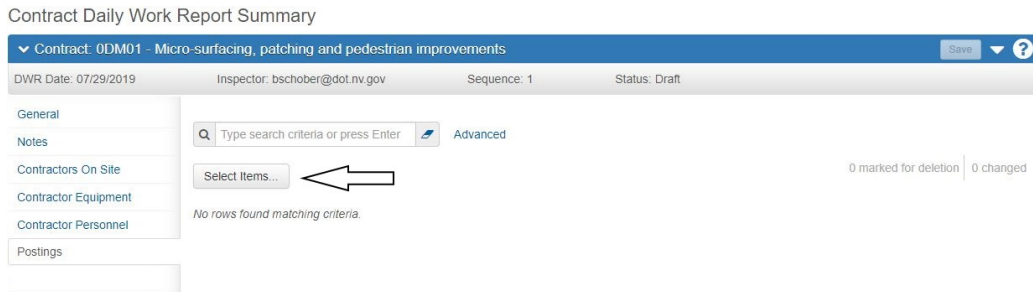 Contract Daily Work Report Summary
Contract: 0DM01 - Micro-surfacing, patching and pedestrian improvements
Save
?
DWR Date: 07/29/2019 Inspector: bschober@dot.nv.gov Sequence: 1 Status: Draft
General
Notes
Contractors On Site
Contractor Equipment
Contractor Personnel
Postings
Type search criteria or press Enter Advanced
Select Items...
0 marked for deletion 0 changed
No rows found matching criteria.